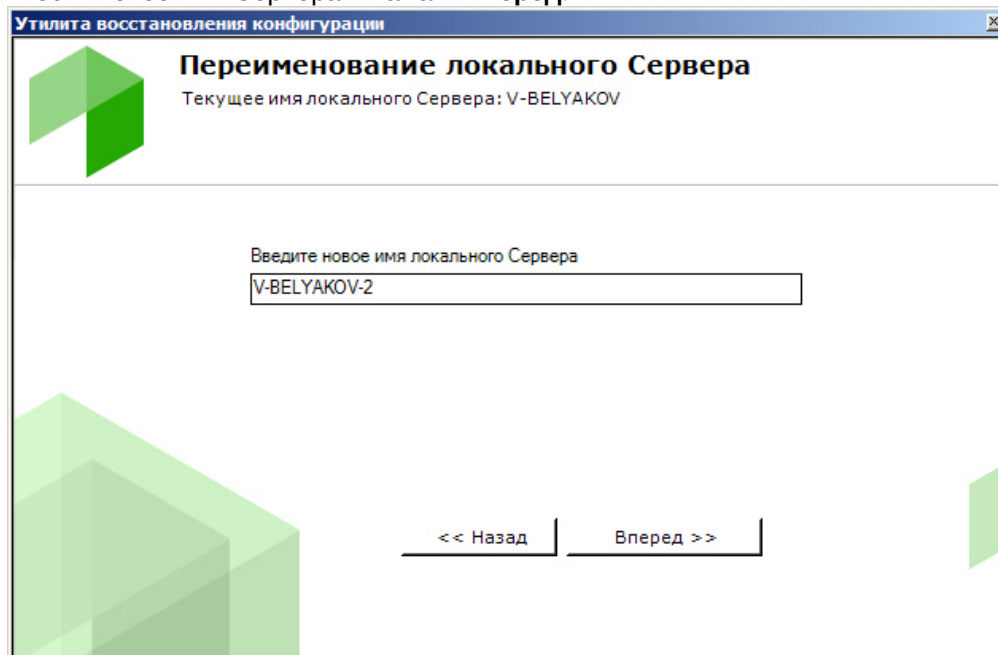 Утилита восстановления конфигурации
Переименование локального Сервера
Текущее имя локального Сервера: V-BELYAKOV
Введите новое имя локального Сервера
V-BELYAKOV-2
<< Назад
Вперед >>